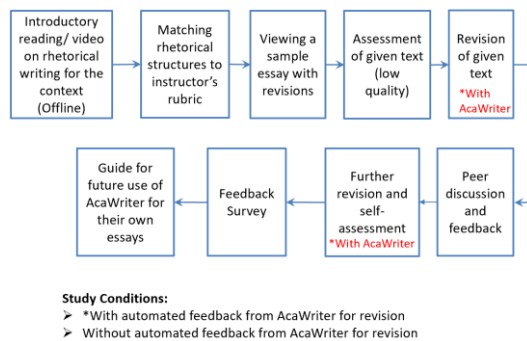 Introductory
reading/ video
on rhetorical
writing for the
context
(Offline)
Matching
rhetorical
structures to
instructor's
rubric
Viewing a
sample
essay with
revisions
Assessment
of given text
(low
quality)
Revision
of given
text
*With
AcaWriter
Guide for
future use of
AcaWriter for
their own
essays
Feedback
Survey
Further
revision and
self-
assessment
*With AcaWriter
Peer
discussion
and
feedback
Study Conditions:
➢ *With automated feedback from AcaWriter for revision
➢ Without automated feedback from AcaWriter for revision